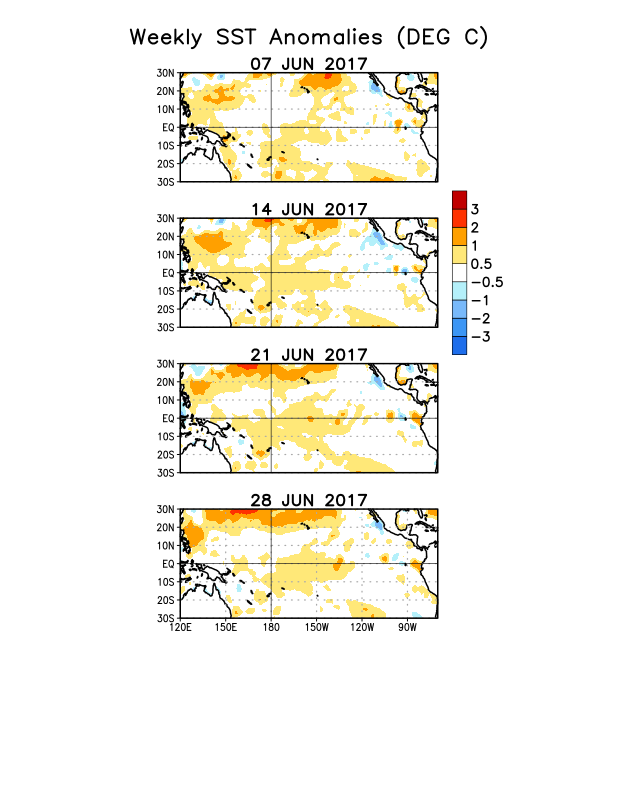 Weekly SST Anomalies (DEG C)
07 JUN 2017
30N
20N
10N
EQ
10S
20S
30S
14 JUN 2017
30N
20N
10N
EQ
10S
20S
30S
3
2
1
0.5
−0.5
−1
−2
−3
21 JUN 2017
30N
20N
10N
EQ
10S
20S
30S
28 JUN 2017
30N
20N
10N
EQ
10S
20S
30S
120E 150E 180 150W 120W 90W